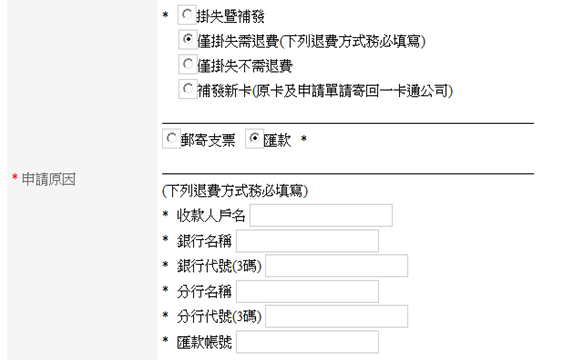 * 掛失暨補發
僅掛失需退費(下列退費方式務必填寫)
僅掛失不需退費
補發新卡(原卡及申請單請寄回一卡通公司)
郵寄支票 匯款 *
* 申請原因
(下列退費方式務必填寫)
* 收款人戶名
* 銀行名稱
* 銀行代號(3碼)
* 分行名稱
* 分行代號(3碼)
* 匯款帳號